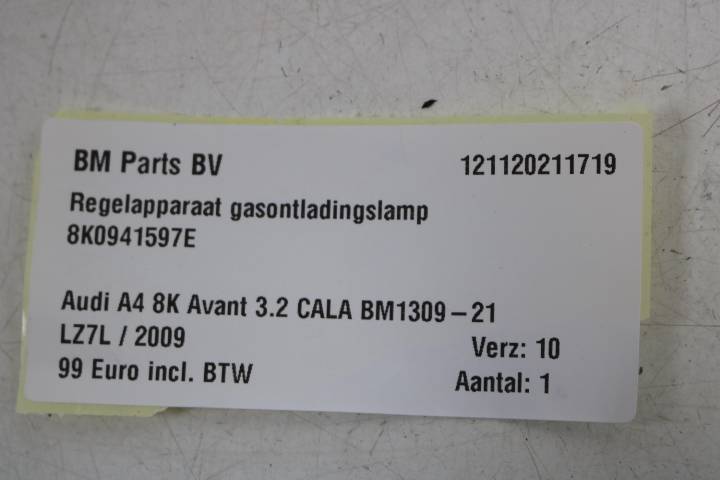 BM Parts BV 121120211719
Regelapparaat gasontladingslamp
8K0941597E
Audi A4 8K Avant 3.2 CALA BM1309-21
LZ7L / 2009 Verz: 10
99 Euro incl. BTW Aantal: 1